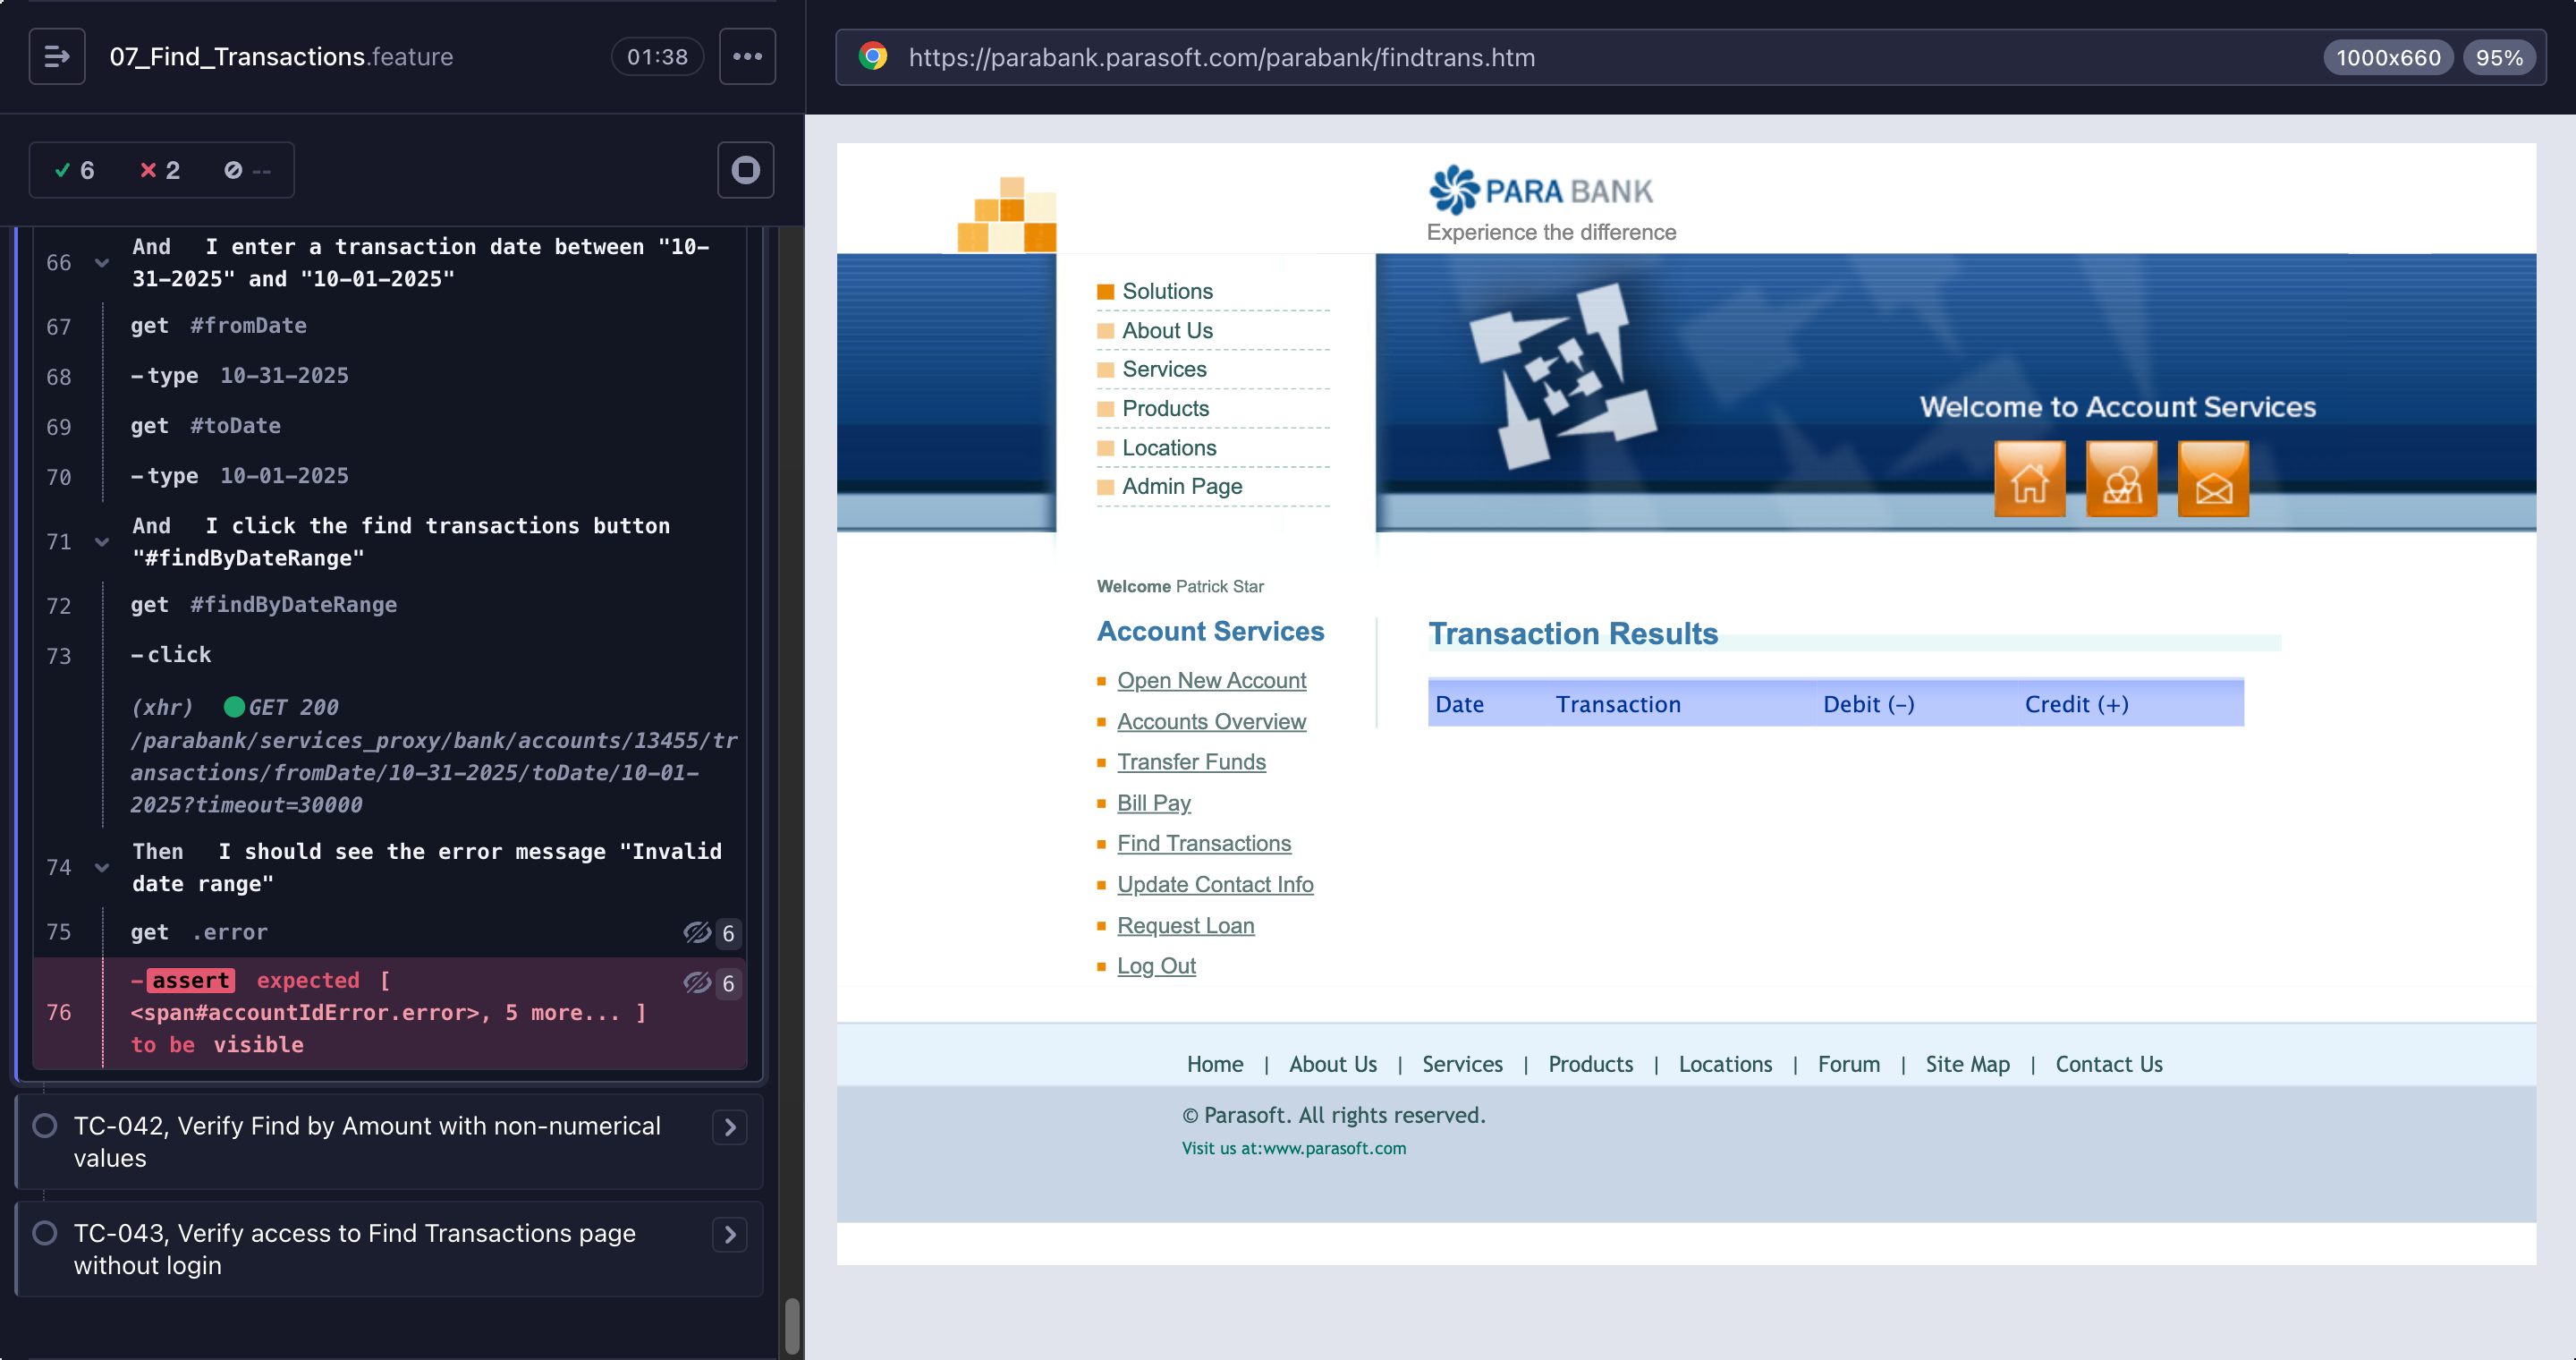 07_Find_Transactions.feature
01:38
6
2
--
66
And I enter a transaction date between "10-
31-2025" and "10-01-2025"
67
get #fromDate
68
-type 10-31-2025
69
get #toDate
70
-type 10-01-2025
71
And I click the find transactions button
"#findByDateRange"
72
get #findByDateRange
73
-click
(xhr) GET 200
/parabank/services_proxy/bank/accounts/13455/tr
ansactions/fromDate/10-31-2025/toDate/10-01-
2025?timeout=30000
74
Then I should see the error message "Invalid
date range"
75
get .error
6
76
-assert expected [
<span#accountIdError.error>, 5 more... ]
to be visible
6
TC-042, Verify Find by Amount with non-numerical
values
TC-043, Verify access to Find Transactions page
without login
https://parabank.parasoft.com/parabank/findtrans.htm
1000x660
95%
PARA BANK
Experience the difference
Solutions
About Us
Services
Products
Locations
Admin Page
Welcome to Account Services
Welcome Patrick Star
Account Services
Open New Account
Accounts Overview
Transfer Funds
Bill Pay
Find Transactions
Update Contact Info
Request Loan
Log Out
Transaction Results
Date Transaction Debit (-) Credit (+)
Home | About Us | Services | Products | Locations | Forum | Site Map | Contact Us
© Parasoft. All rights reserved.
Visit us at:www.parasoft.com